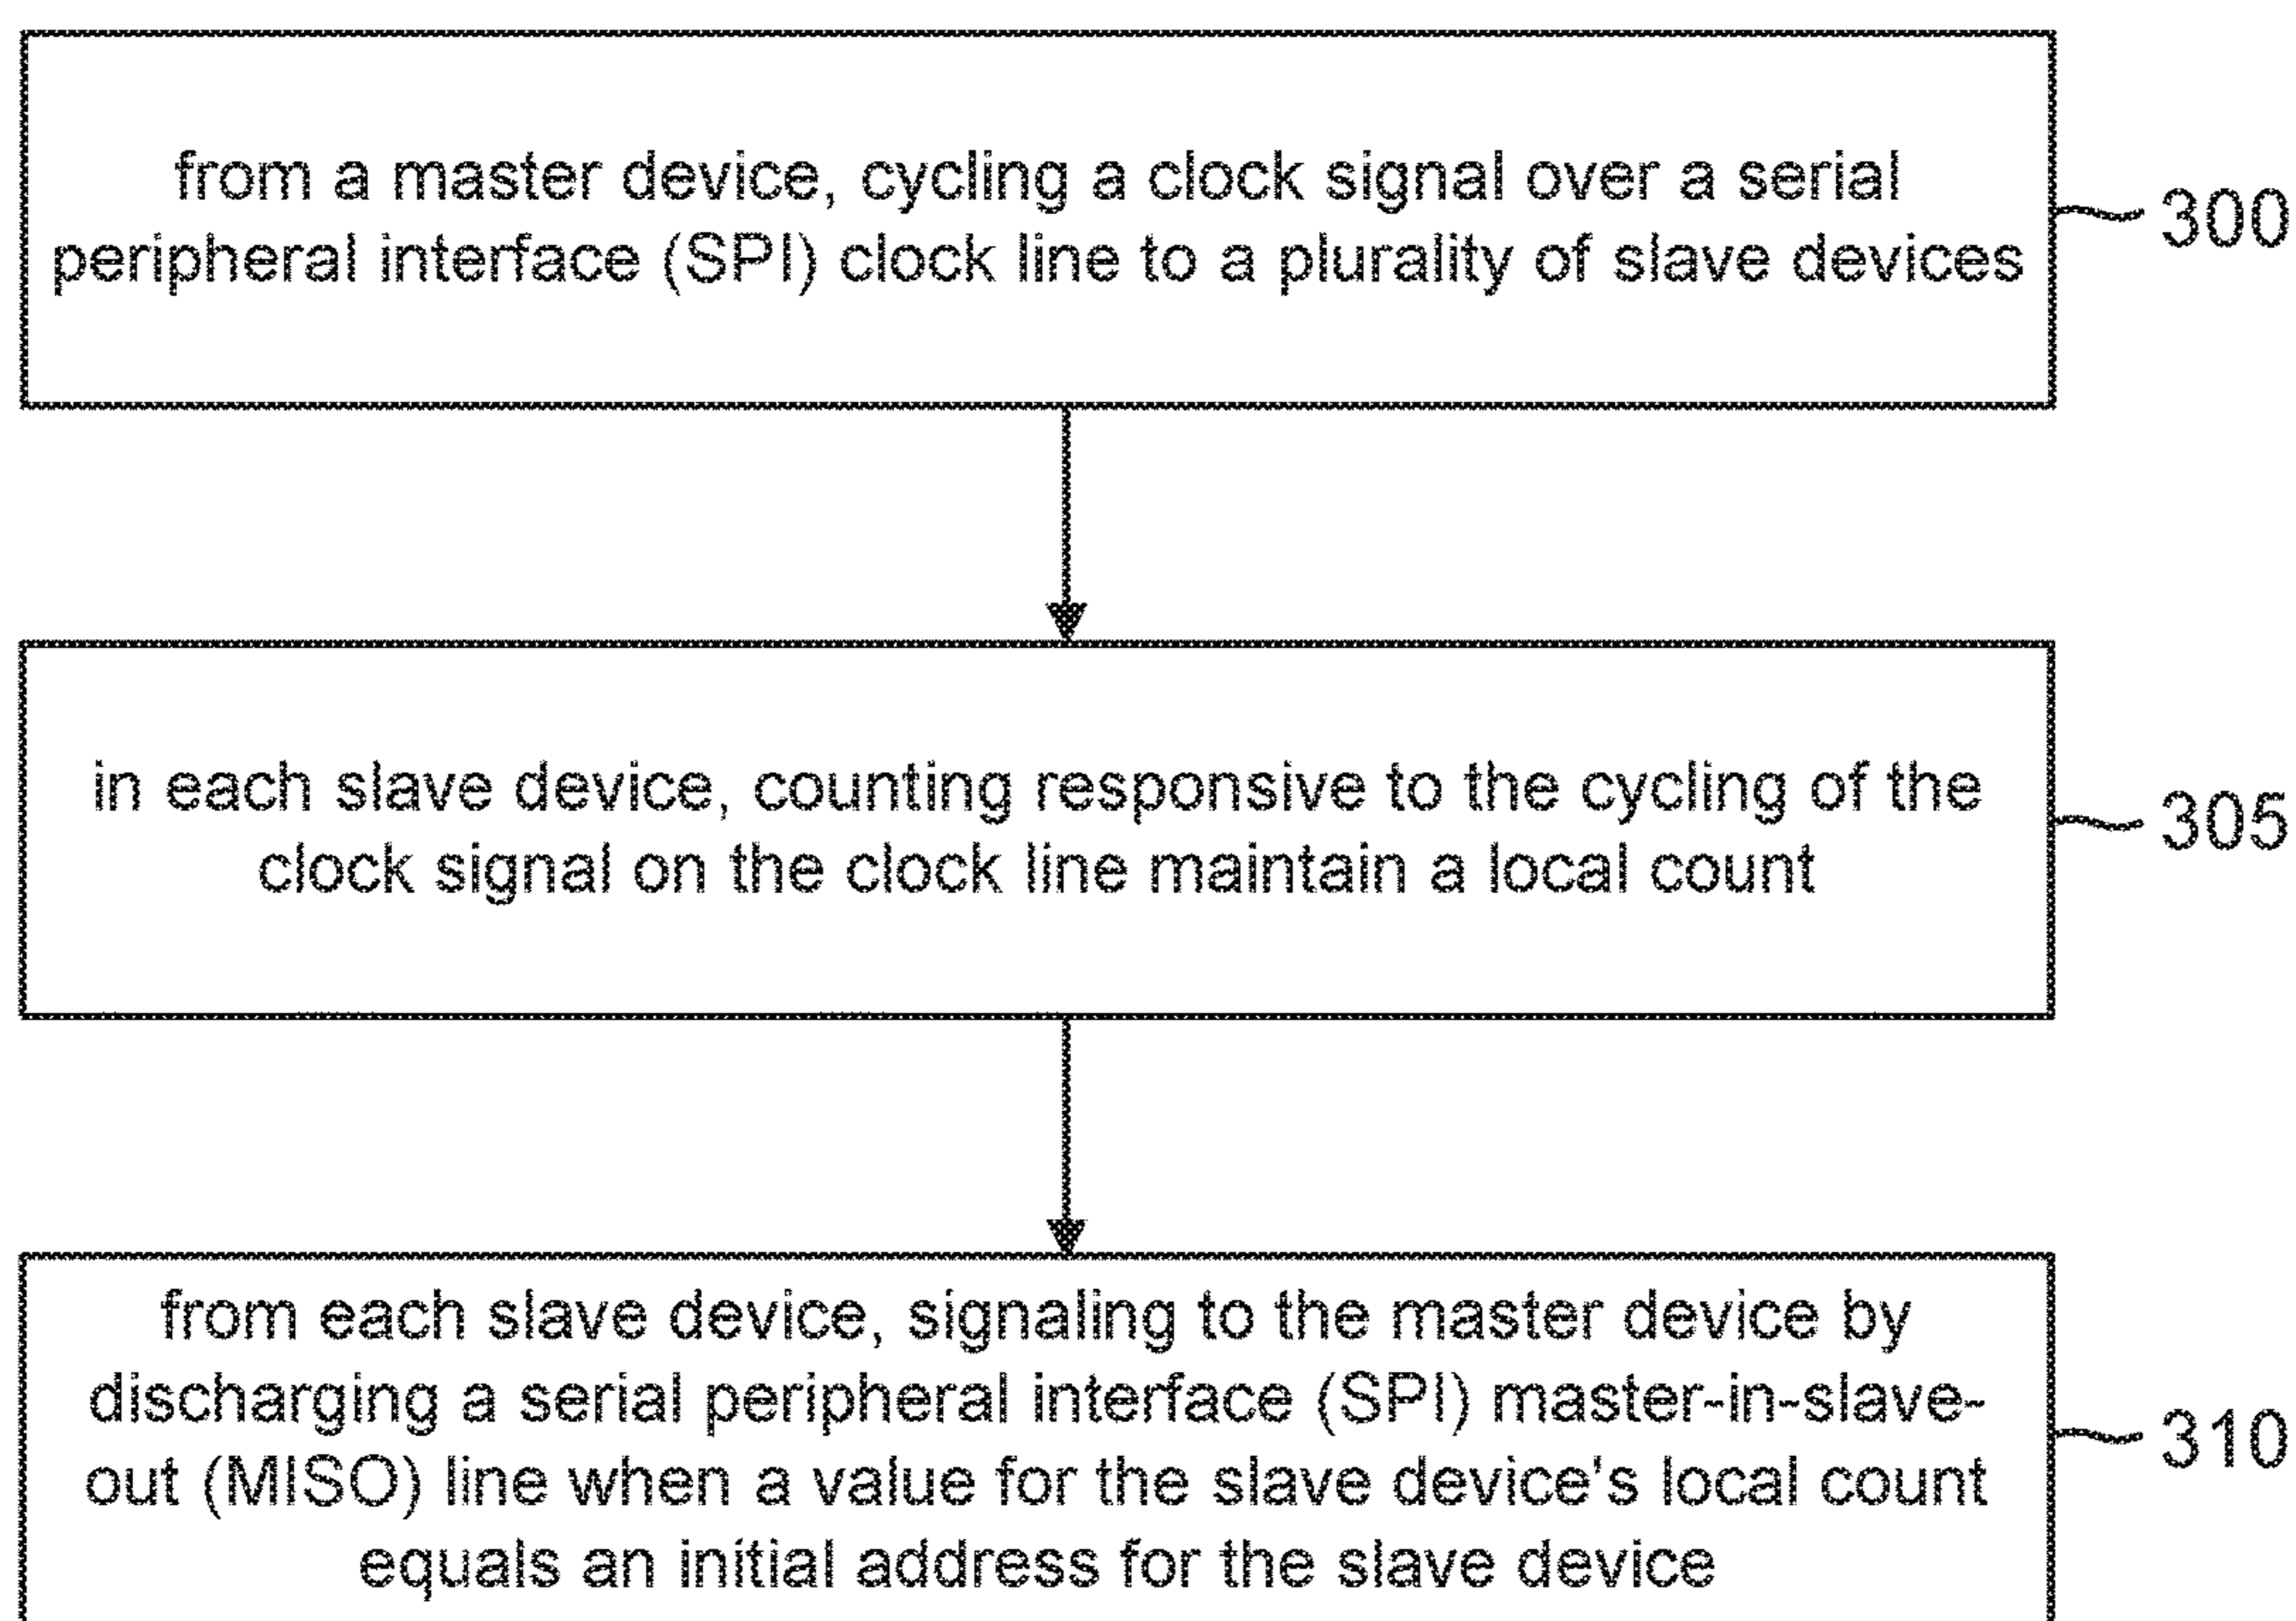 from a master device, cycling a clock signal over a serial
peripheral interface (SPI) clock line to a plurality of slave devices
300
in each slave device, counting responsive to the cycling of the
clock signal on the clock line maintain a local count
305
from each slave device, signaling to the master device by
discharging a serial peripheral interface (SPI) master-in-slave-
out (MISO) line when a value for the slave device's local count
equals an initial address for the slave device
310